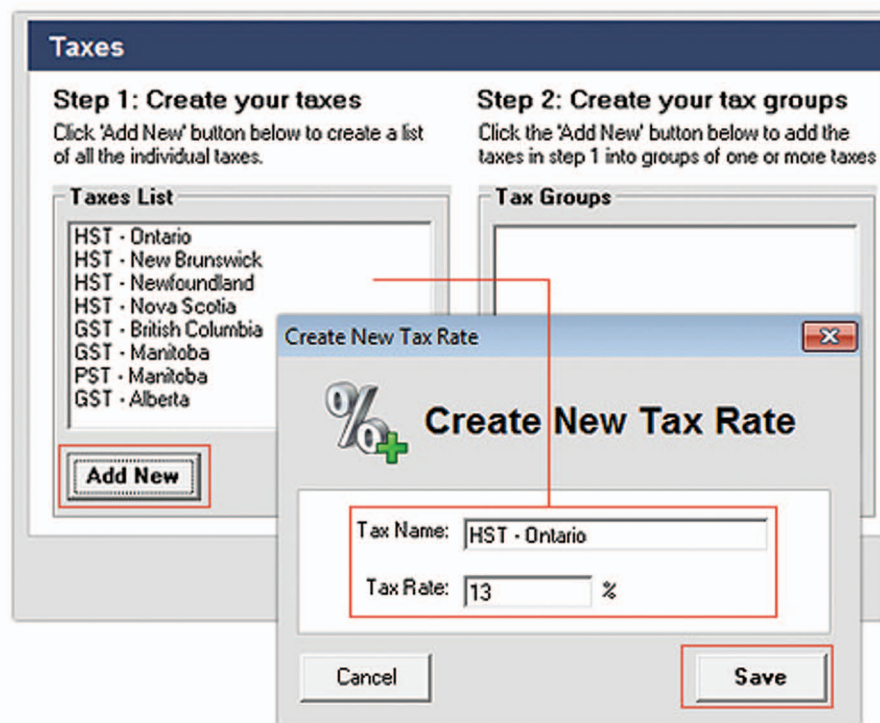 Taxes
Step 1: Create your taxes
Click 'Add New' button below to create a list
of all the individual taxes.
Taxes List
HST - Ontario
HST - New Brunswick
HST - Newfoundland
HST - Nova Scotia
GST - British Columbia
GST - Manitoba
PST - Manitoba
GST - Alberta
Add New
Step 2: Create your tax groups
Click the 'Add New' button below to add the
taxes in step 1 into groups of one or more taxes
Tax Groups
Create New Tax Rate
Create New Tax Rate
Tax Name: HST - Ontario
Tax Rate: 13 %
Cancel
Save